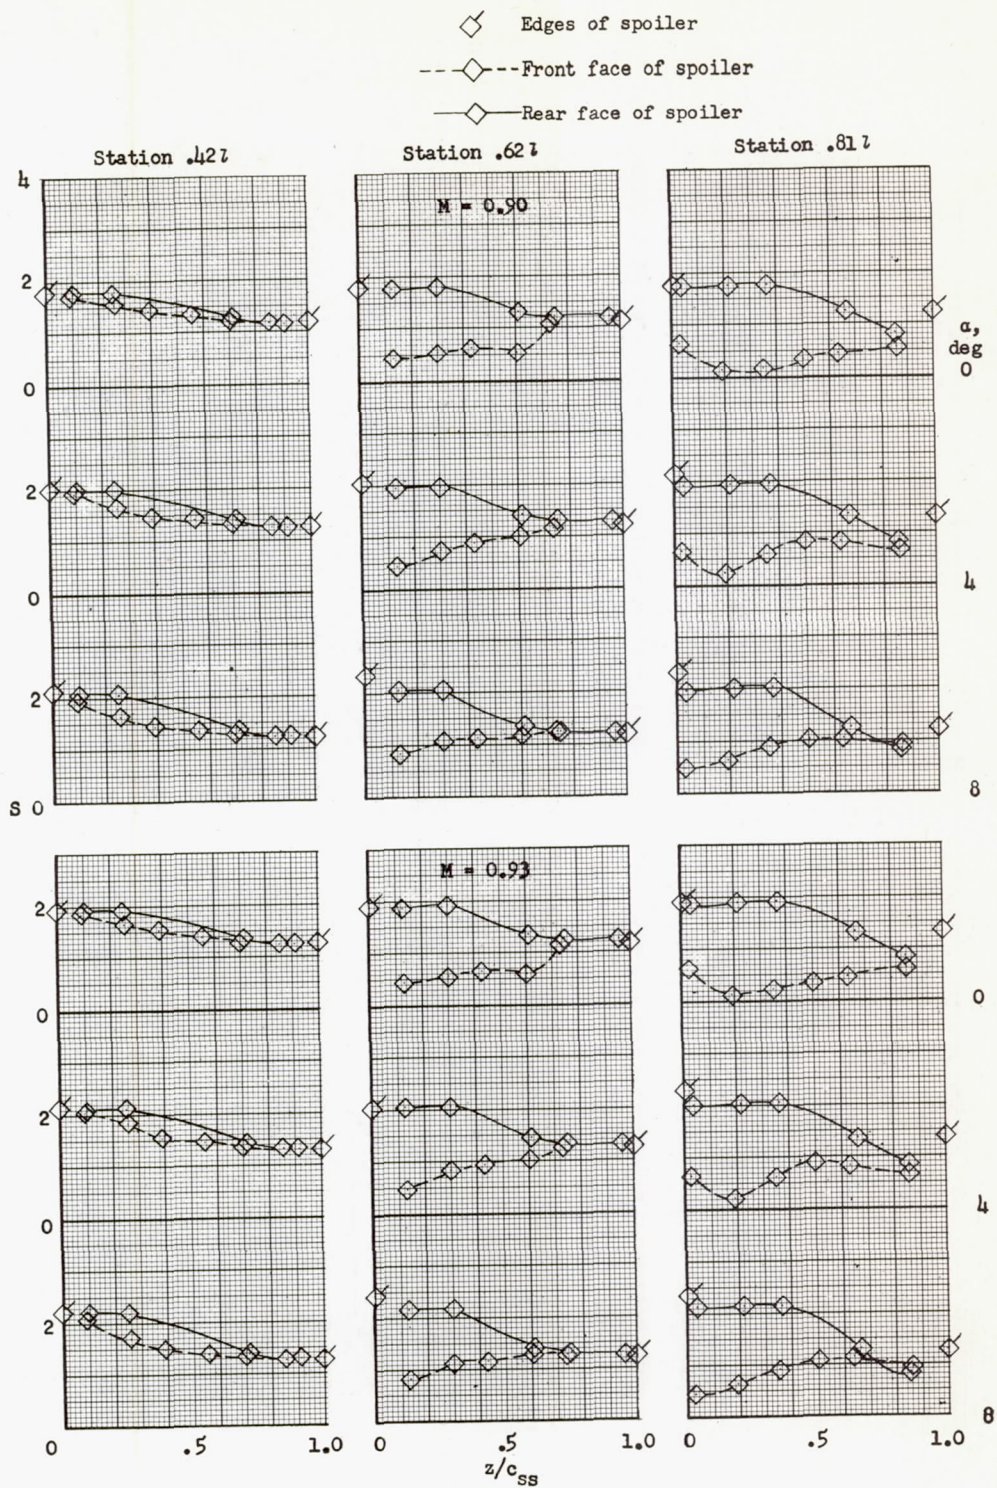 Edges of spoiler
Front face of spoiler
Rear face of spoiler
Station .42l
Station .62l
Station .81l
4
M = 0.90
2
α,
deg
0
0
2
0
4
2
S 0
8
M = 0.93
2
0
0
2
0
4
2
8
0 .5 1.0
0 .5 1.0
0 .5 1.0
z/c_ss